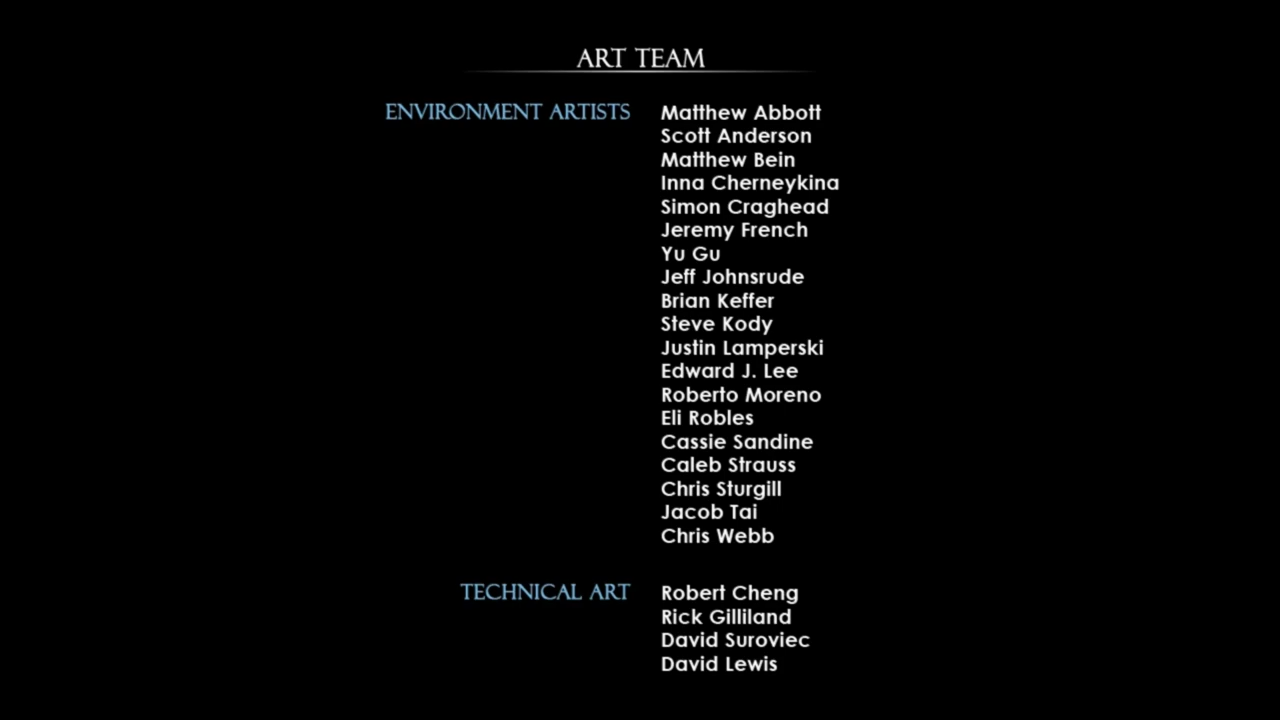 ART TEAM
ENVIRONMENT ARTISTS Matthew Abbott
Scott Anderson
Matthew Bein
Inna Cherneykina
Simon Craghead
Jeremy French
Yu Gu
Jeff Johnsrude
Brian Keffer
Steve Kody
Justin Lamperski
Edward J. Lee
Roberto Moreno
Eli Robles
Cassie Sandine
Caleb Strauss
Chris Sturgill
Jacob Tai
Chris Webb
TECHNICAL ART Robert Cheng
Rick Gilliland
David Suroviec
David Lewis